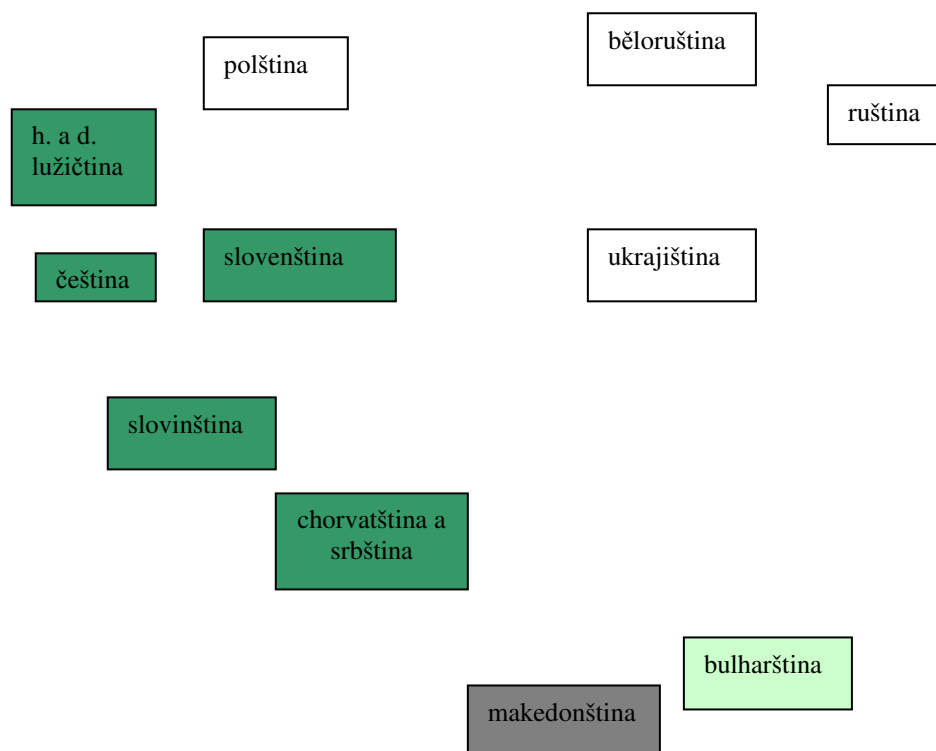 běloruština
polština
ruština
h. a d.
lužičtina
slovenština
ukrajiština
čeština
slovinština
chorvatština a
srbština
bulharština
makedonština